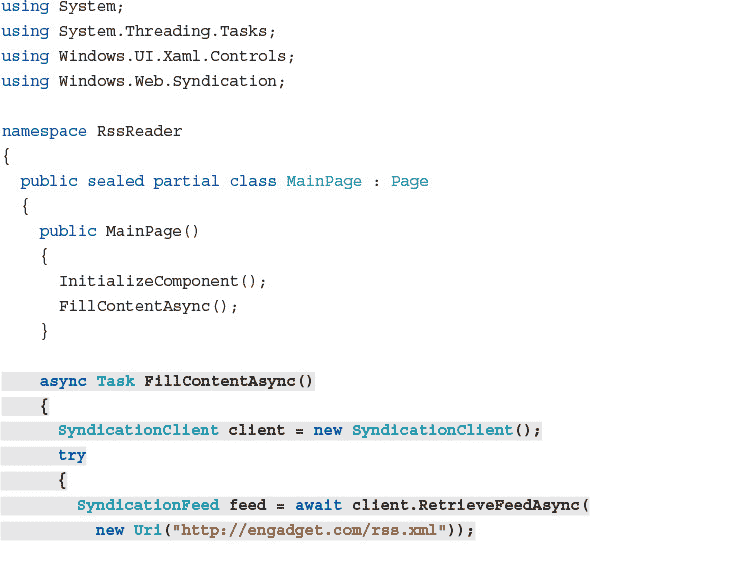 using System;
using System.Threading.Tasks;
using Windows.UI.Xaml.Controls;
using Windows.Web.Syndication;

namespace RssReader
{
  public sealed partial class MainPage : Page
  {
    public MainPage()
    {
      InitializeComponent();
      FillContentAsync();
    }

    async Task FillContentAsync()
    {
      SyndicationClient client = new SyndicationClient();
      try
      {
        SyndicationFeed feed = await client.RetrieveFeedAsync(
          new Uri("http://engadget.com/rss.xml"));